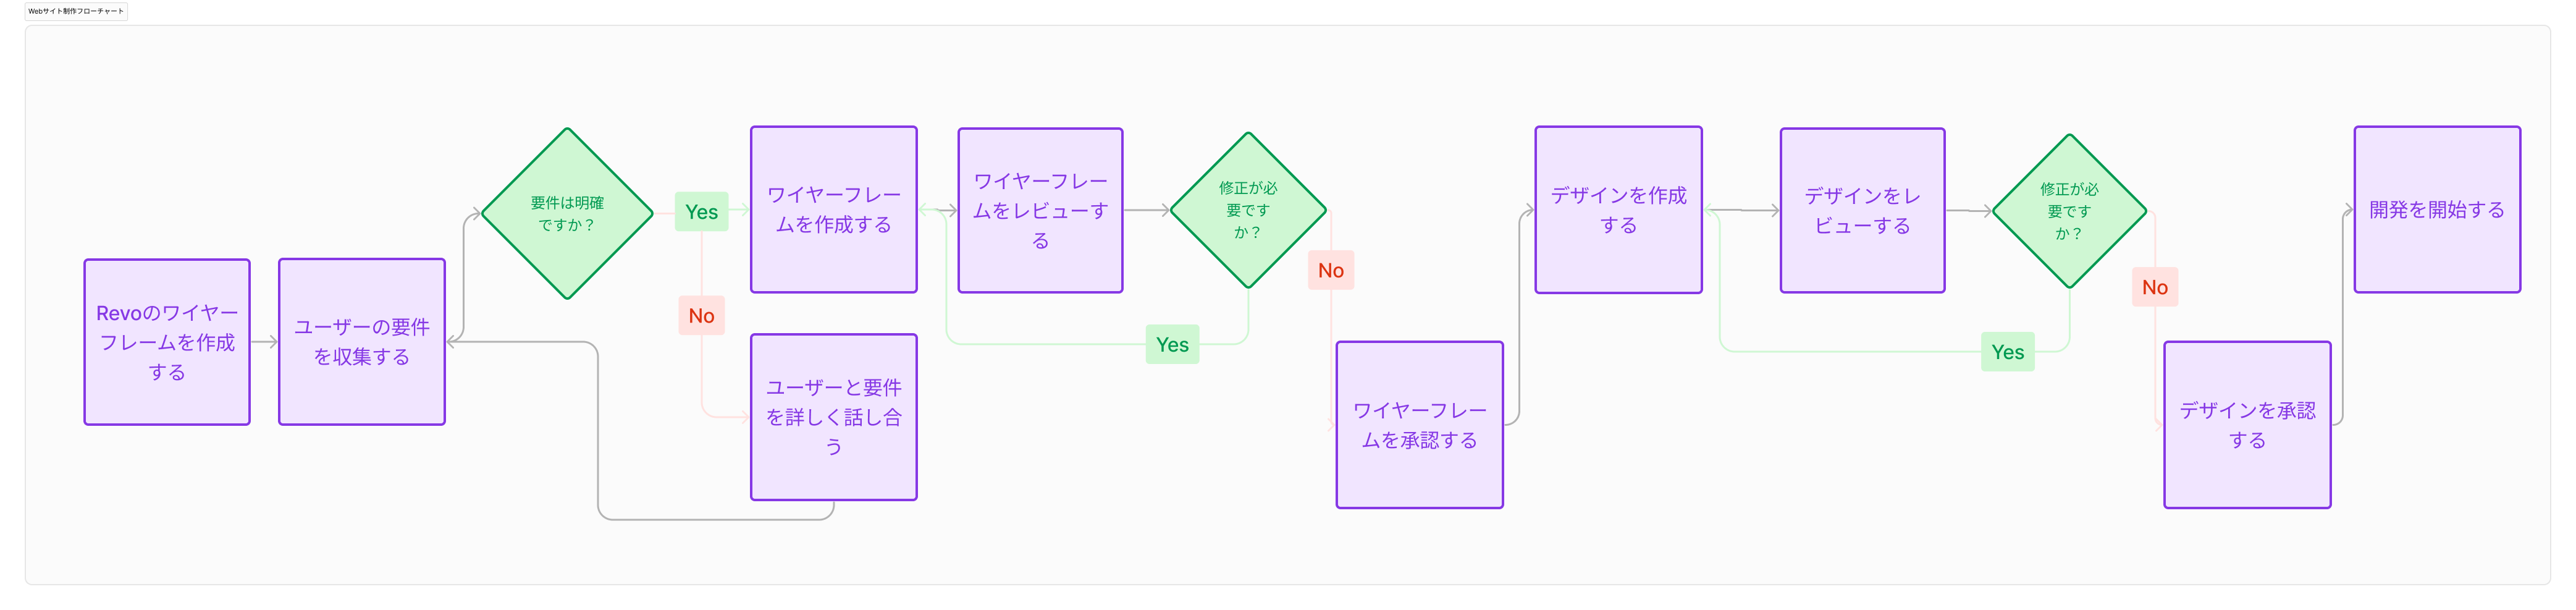 Webサイト制作フローチャート
Revoのワイヤー
フレームを作成
する
ユーザーの要件
を収集する
要件は明確
ですか？
Yes
No
ワイヤーフレー
ムを作成する
ユーザーと要件
を詳しく話し合
う
ワイヤーフレー
ムをレビューす
る
修正が必
要です
か？
Yes
No
ワイヤーフレー
ムを承認する
デザインを作成
する
デザインをレ
ビューする
修正が必
要です
か？
Yes
No
デザインを承認
する
開発を開始する